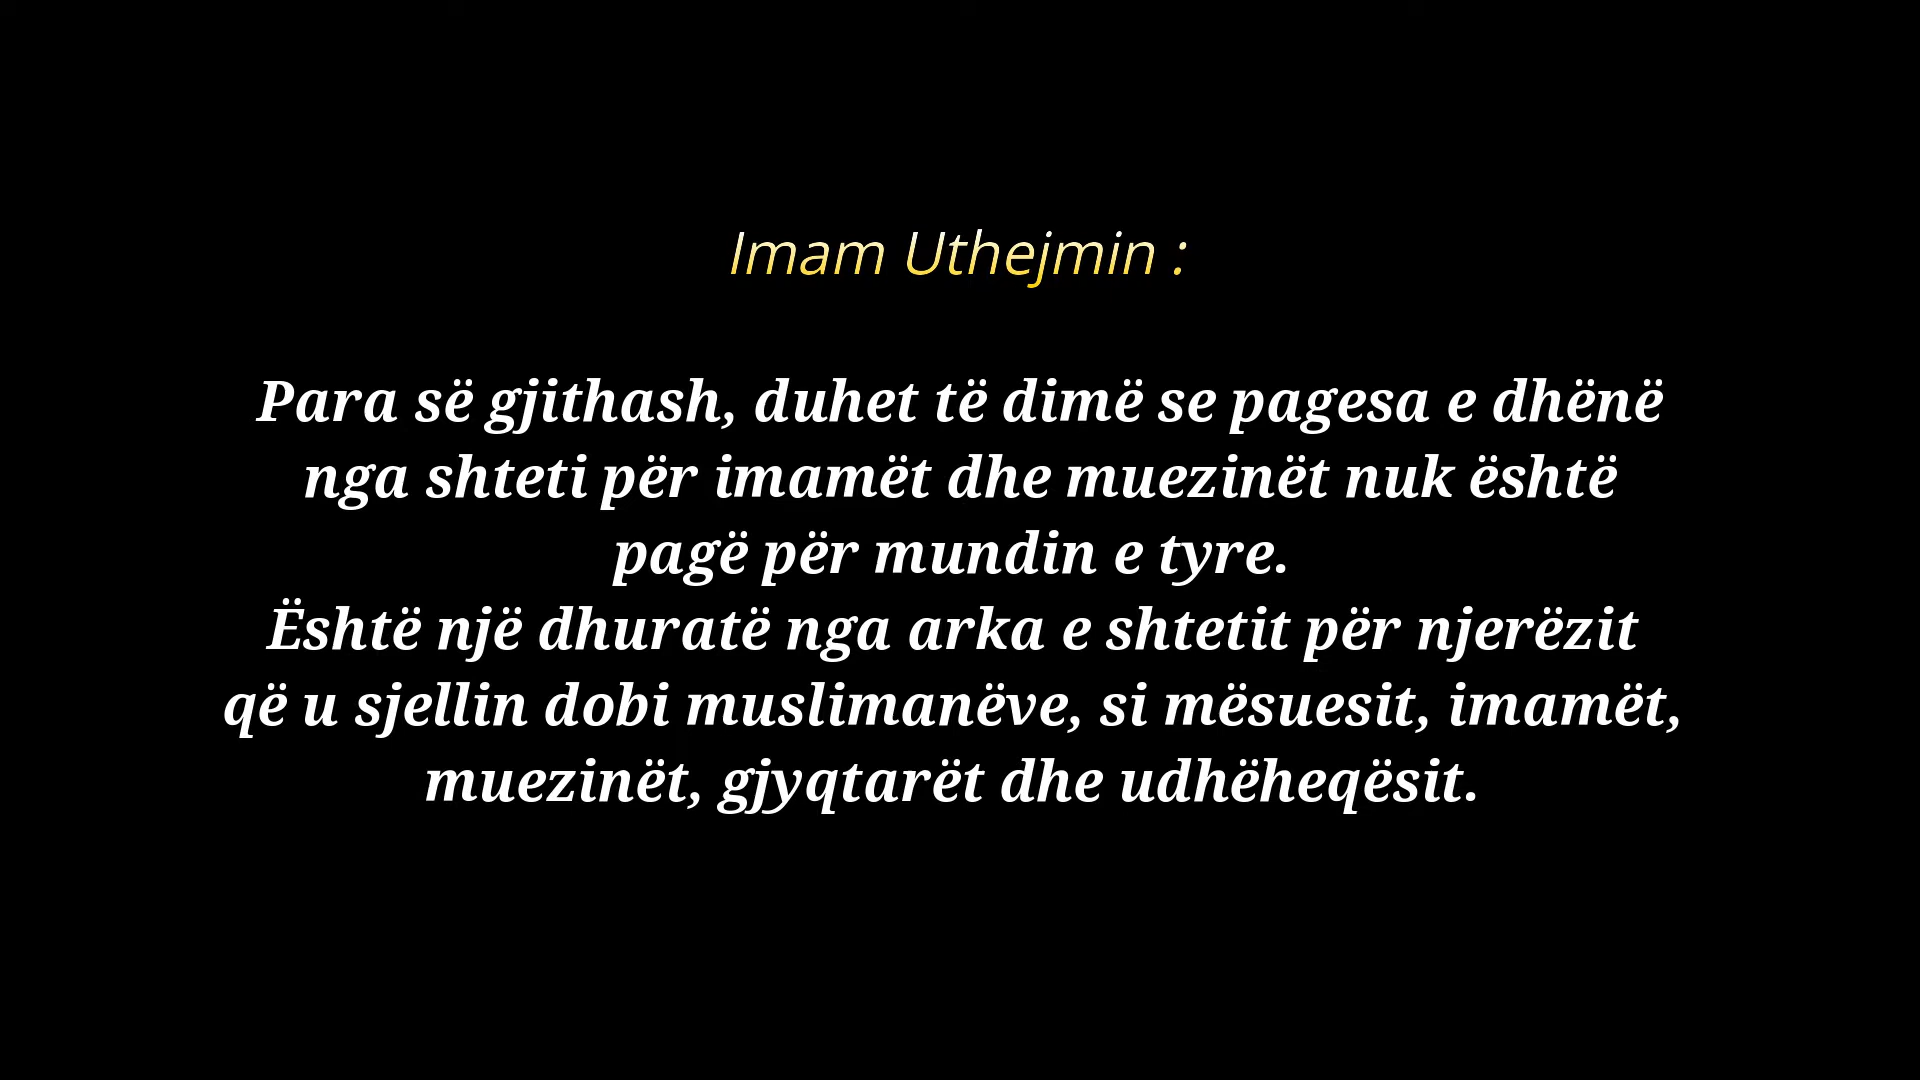 Imam Uthejmin :
Para së gjithash, duhet të dimë se pagesa e dhënë
nga shteti për imamët dhe muezinët nuk është
pagë për mundin e tyre.
Është një dhuratë nga arka e shtetit për njerëzit
që u sjellin dobi muslimanëve, si mësuesit, imamët,
muezinët, gjyqtarët dhe udhëheqësit.